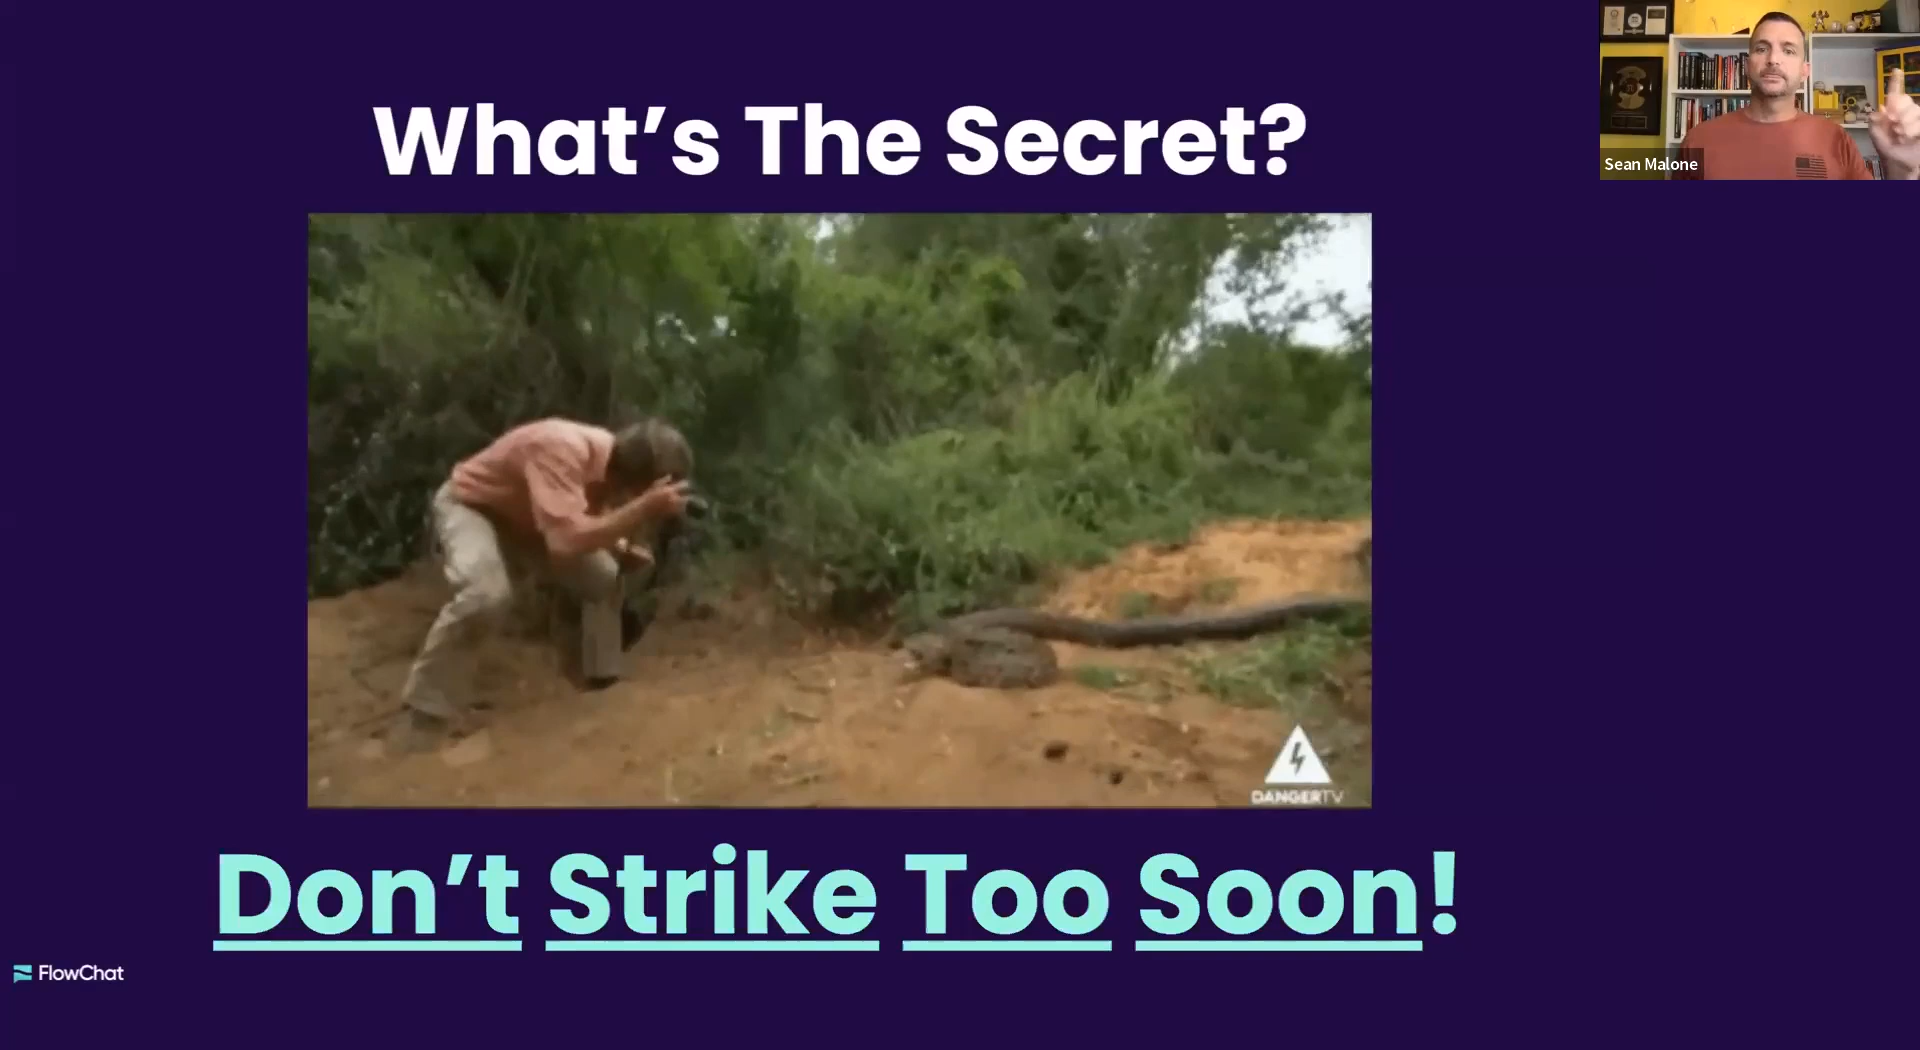 What's The Secret?
Sean Malone
DANGERTV
Don't Strike Too Soon!
FlowChat